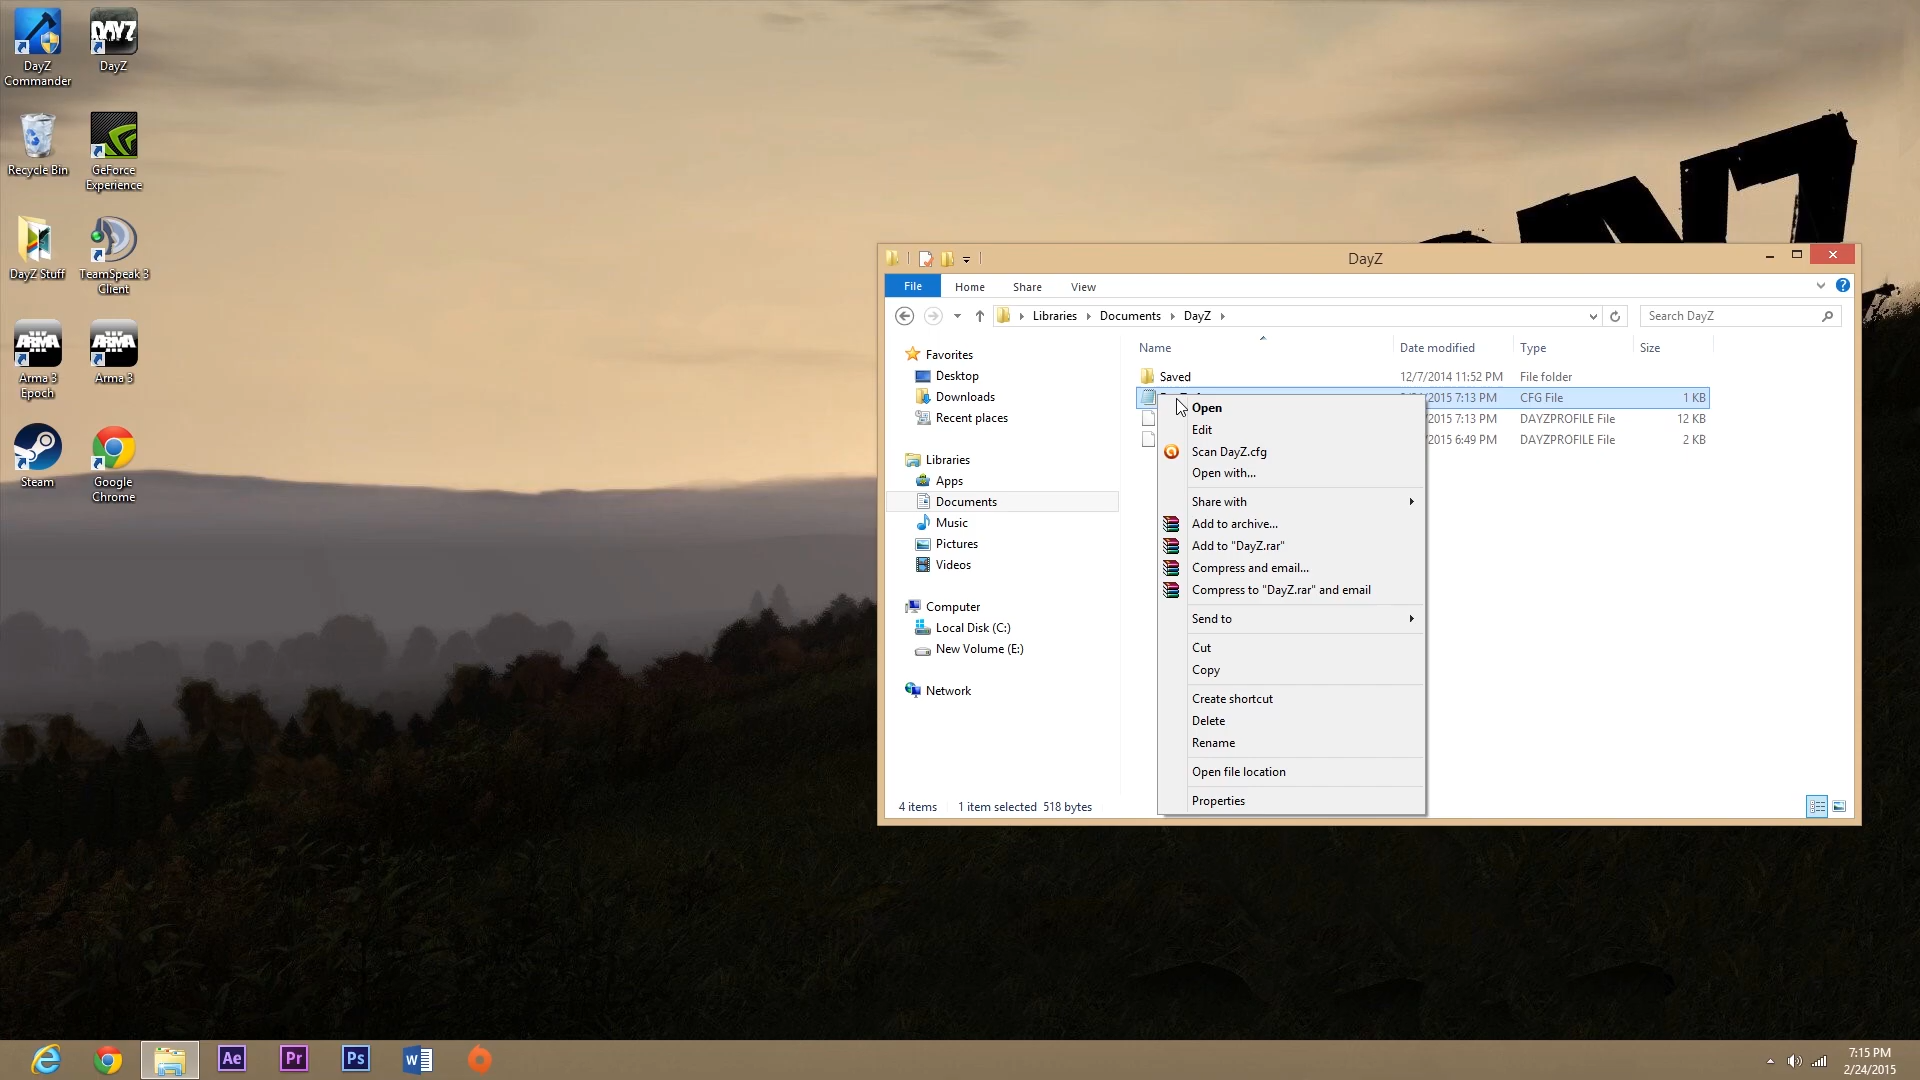 DayZ
Commander
DayZ
Recycle Bin
GeForce
Experience
DayZ Stuff
TeamSpeak 3
Client
Arma 3
Epoch
Arma 3
Steam
Google
Chrome
DayZ
File
Home
Share
View
Libraries
Documents
DayZ
Search DayZ
Name
Date modified
Type
Size
Saved
12/7/2014 11:52 PM
File folder
2015 7:13 PM
CFG File
1 KB
2015 7:13 PM
DAYZPROFILE File
12 KB
2015 6:49 PM
DAYZPROFILE File
2 KB
Favorites
Desktop
Downloads
Recent places
Libraries
Apps
Documents
Music
Pictures
Videos
Computer
Local Disk (C:)
New Volume (E:)
Network
Open
Edit
Scan DayZ.cfg
Open with...
Share with
Add to archive...
Add to "DayZ.rar"
Compress and email...
Compress to "DayZ.rar" and email
Send to
Cut
Copy
Create shortcut
Delete
Rename
Open file location
Properties
4 items
1 item selected 518 bytes
Ae
Pr
Ps
W
7:15 PM
2/24/2015